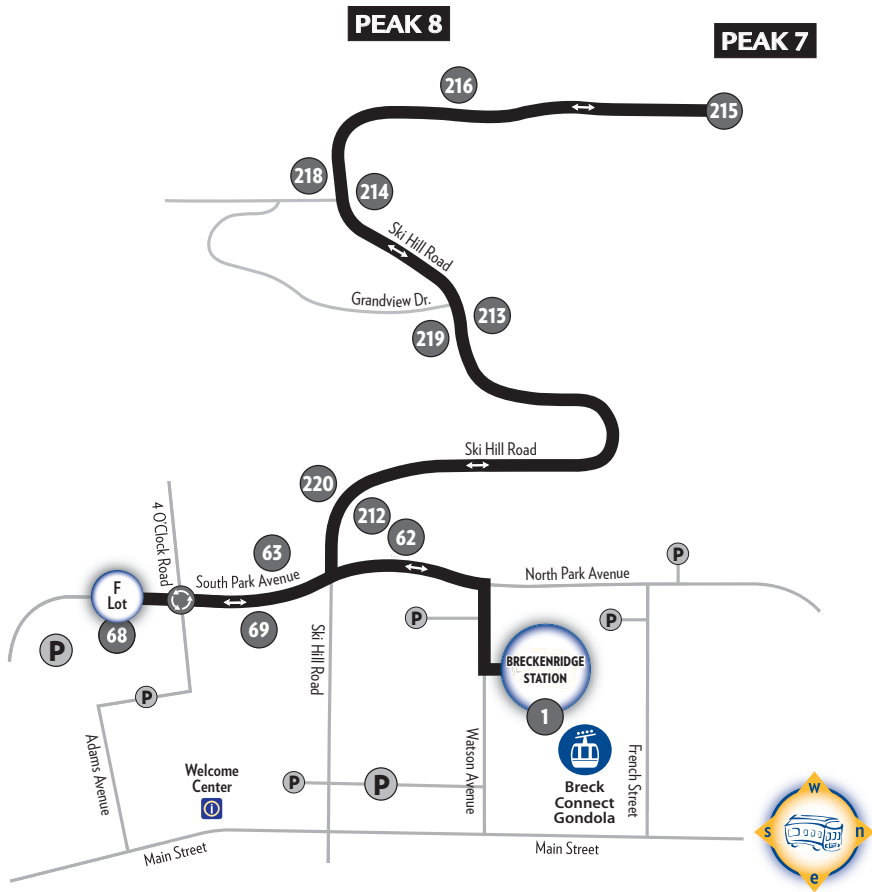 PEAK 8
PEAK 7
216
215
218
214
Ski Hill Road
Grandview Dr.
213
219
Ski Hill Road
220
212
62
63
4 O'Clock Road
South Park Avenue
North Park Avenue
P
F
Lot
68
69
P
P
P
P
Ski Hill Road
BRECKENRIDGE
STATION
1
Adams Avenue
Watson Avenue
French Street
Welcome
Center
i
P
P
Breck
Connect
Gondola
Main Street
Main Street
w
s
n
e